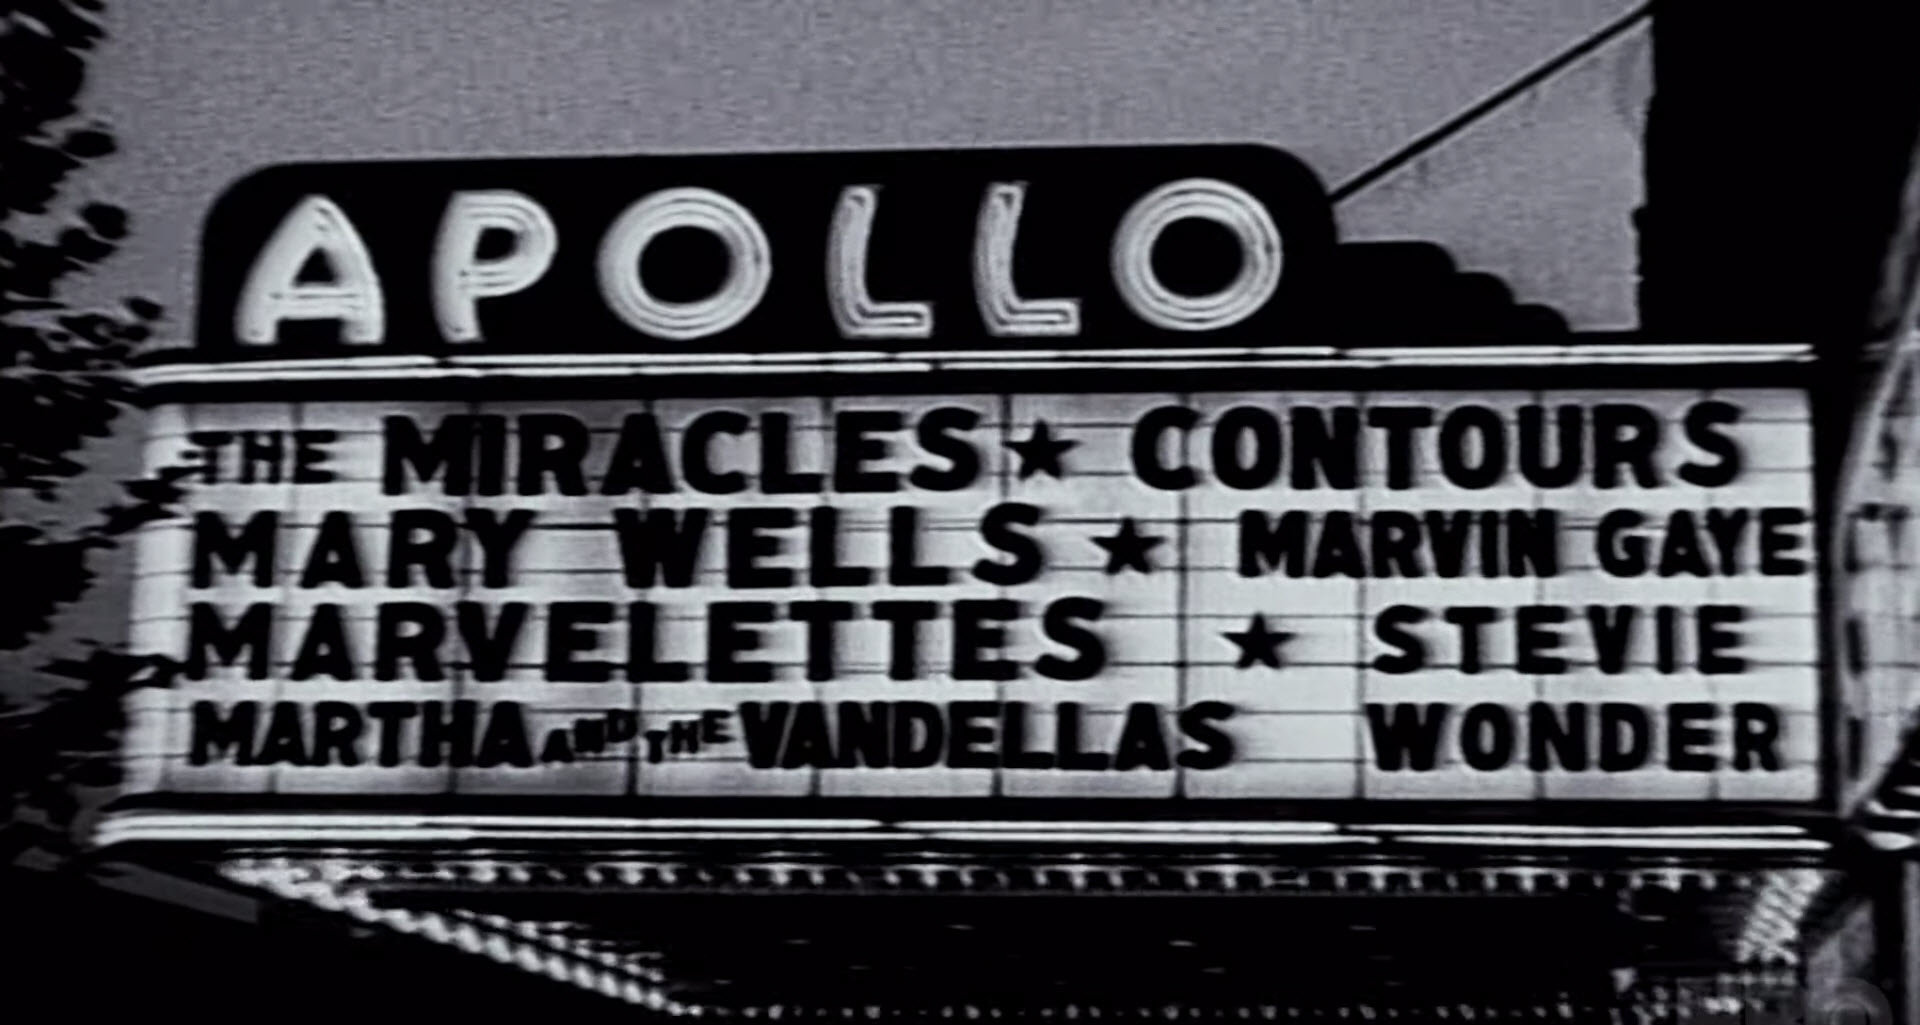 APOLLO
THE MIRACLES ★ CONTOURS
MARY WELLS ★ MARVIN GAYE
MARVELETTES ★ STEVIE
MARTHA AND THE VANDELLAS WONDER